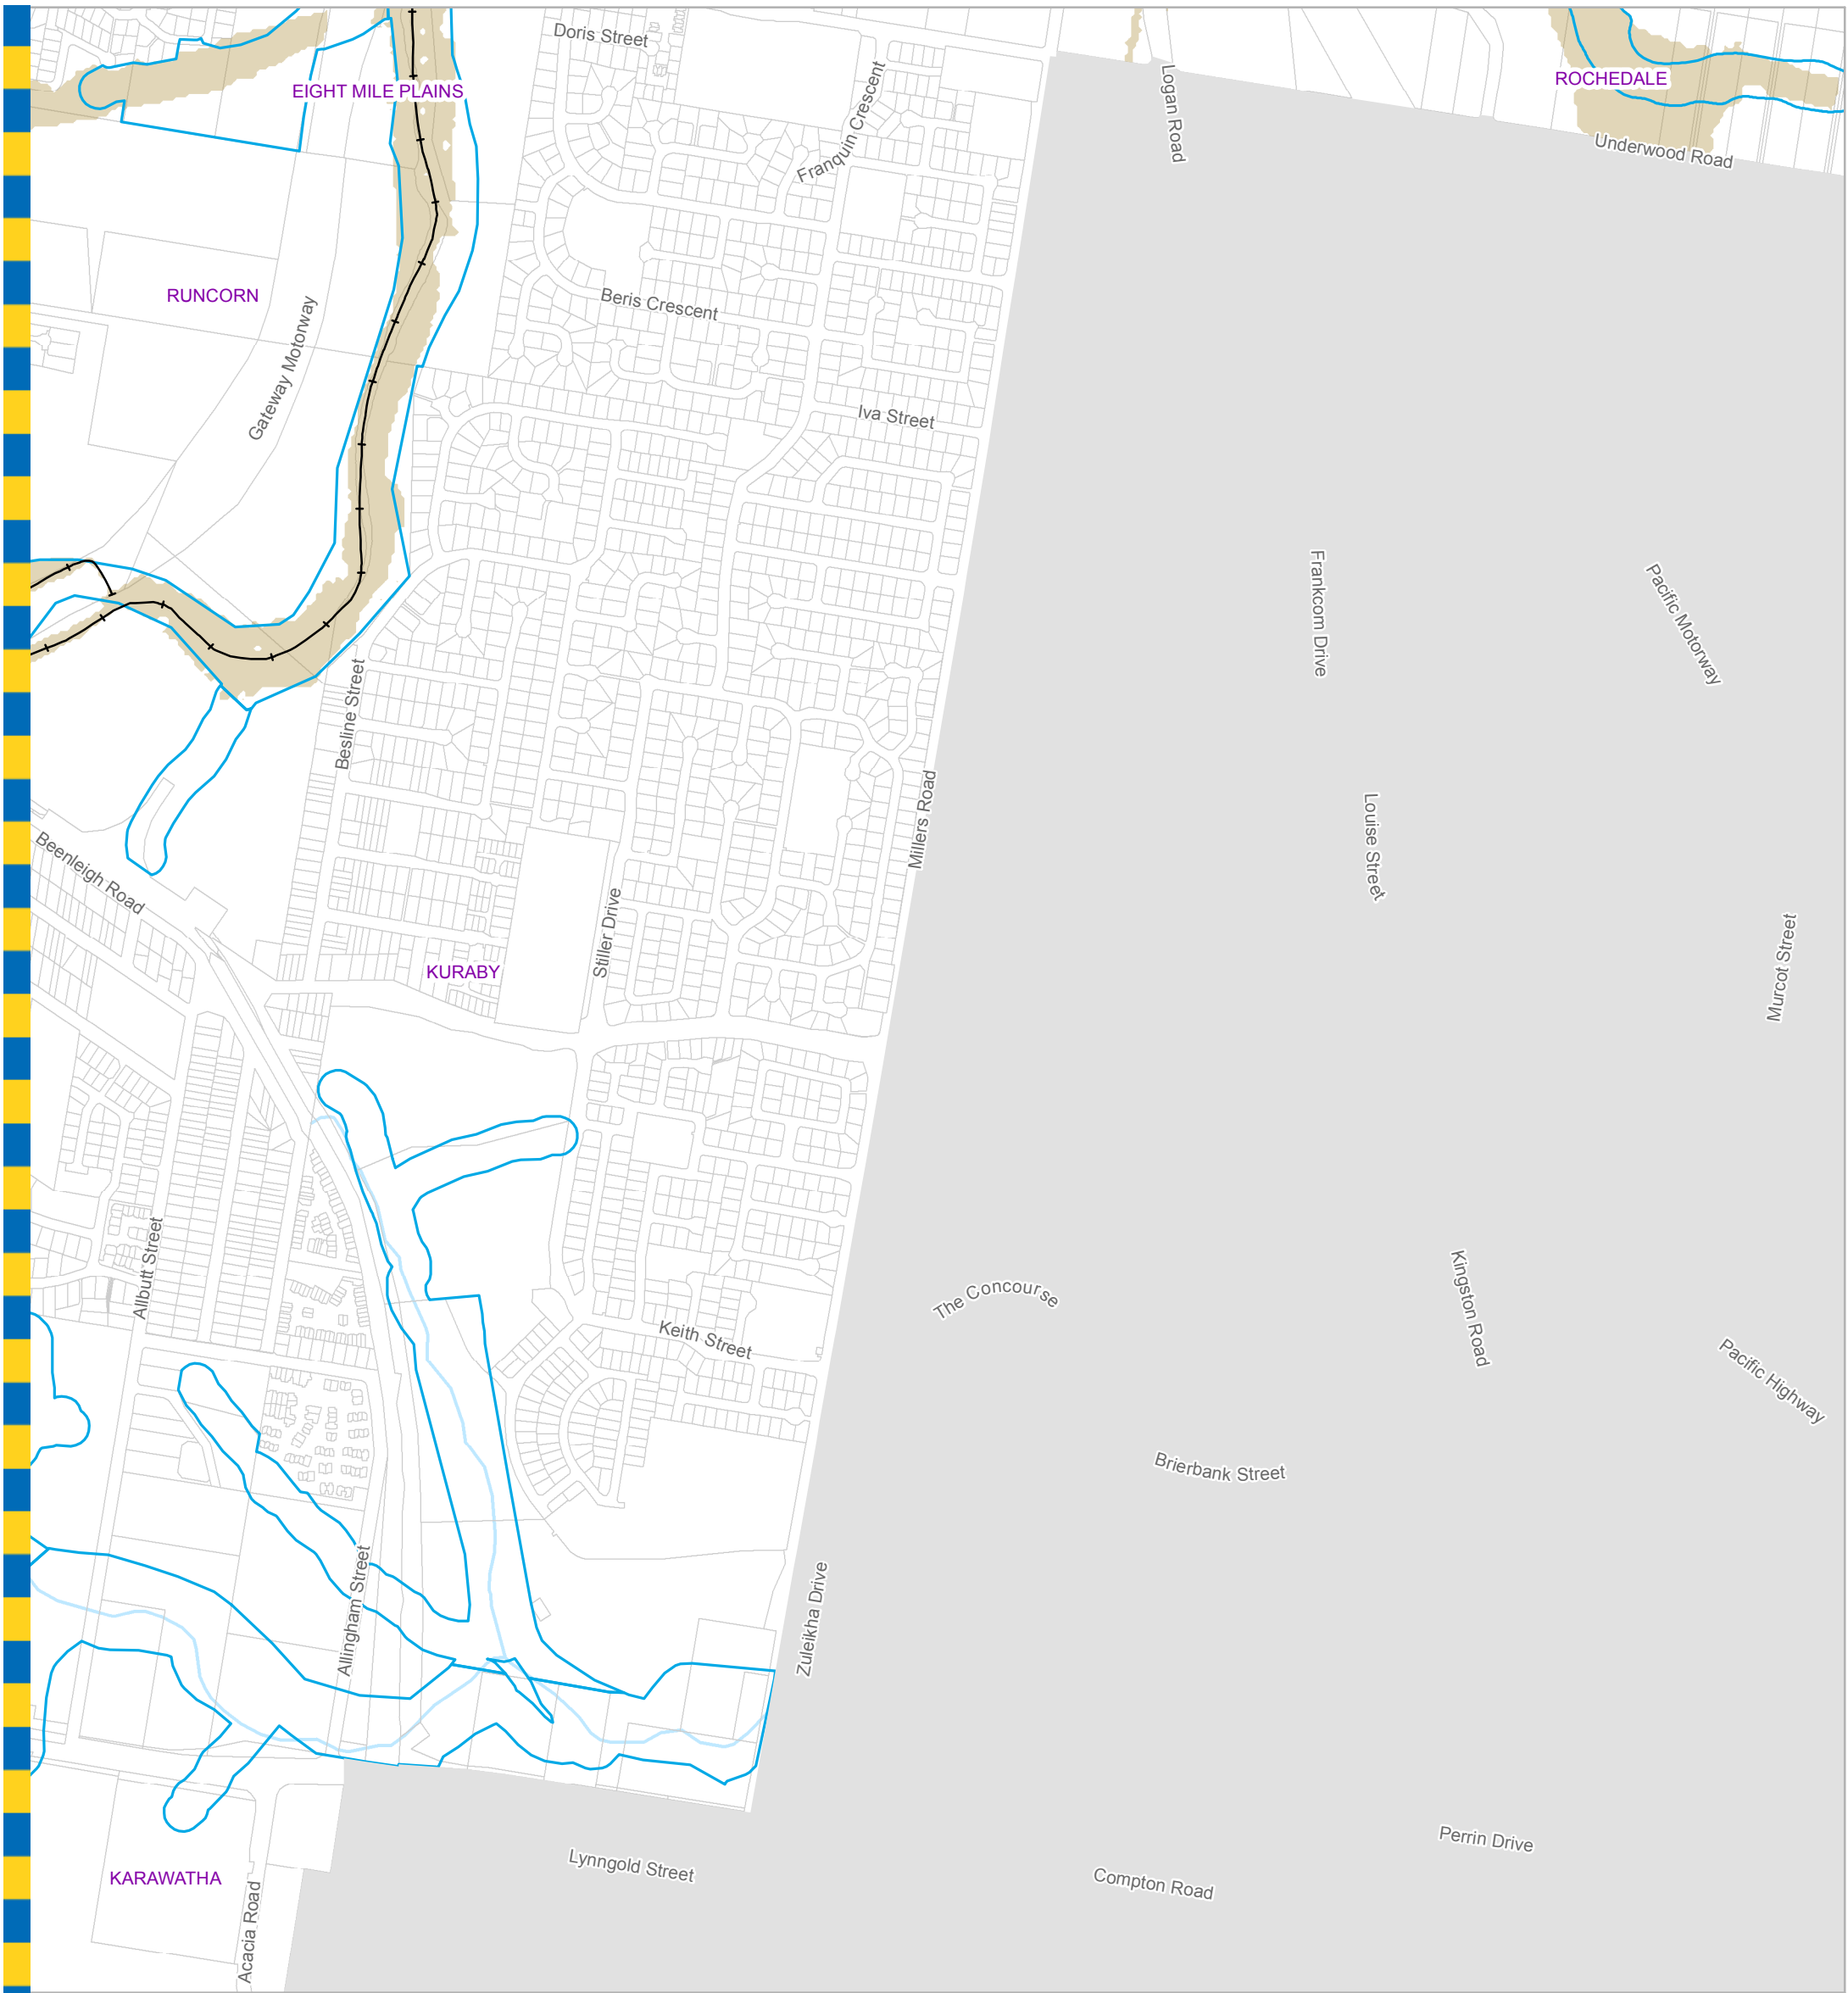 Doris Street
EIGHT MILE PLAINS
Franquin Crescent
Logan Road
ROCHEDALE
Underwood Road
RUNCORN
Gateway Motorway
Beris Crescent
Iva Street
Frankcom Drive
Pacific Motorway
Besline Street
Millers Road
Louise Street
Beenleigh Road
Stiller Drive
KURABY
Murcot Street
Allbutt Street
The Concourse
Keith Street
Kingston Road
Pacific Highway
Brierbank Street
Allingham Street
Zuleikha Drive
Lynngold Street
Compton Road
Perrin Drive
KARAWATHA
Acacia Road